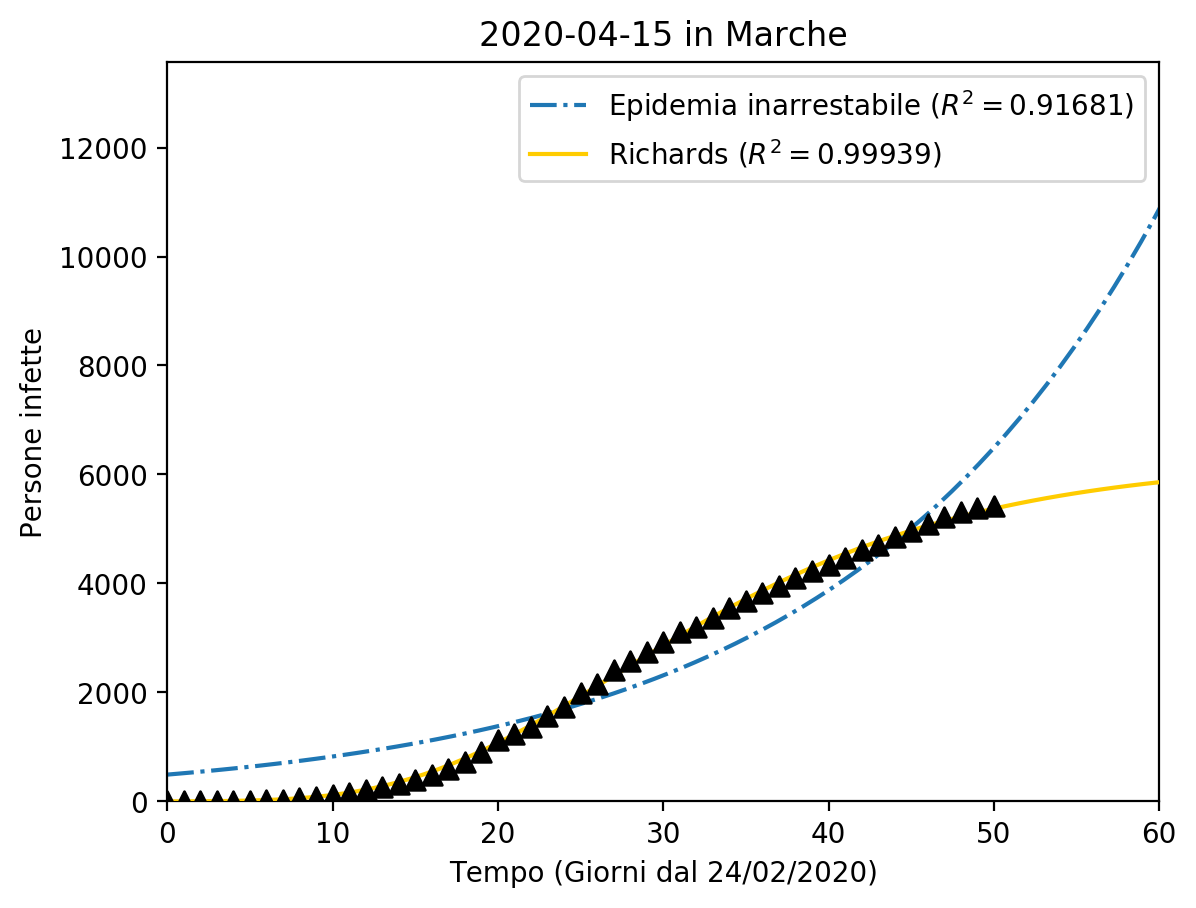 2020-04-15 in Marche
Epidemia inarrestabile (R² = 0.91681)
Richards (R² = 0.99939)
12000
10000
8000
6000
4000
2000
0
Persone infette
0 10 20 30 40 50 60
Tempo (Giorni dal 24/02/2020)